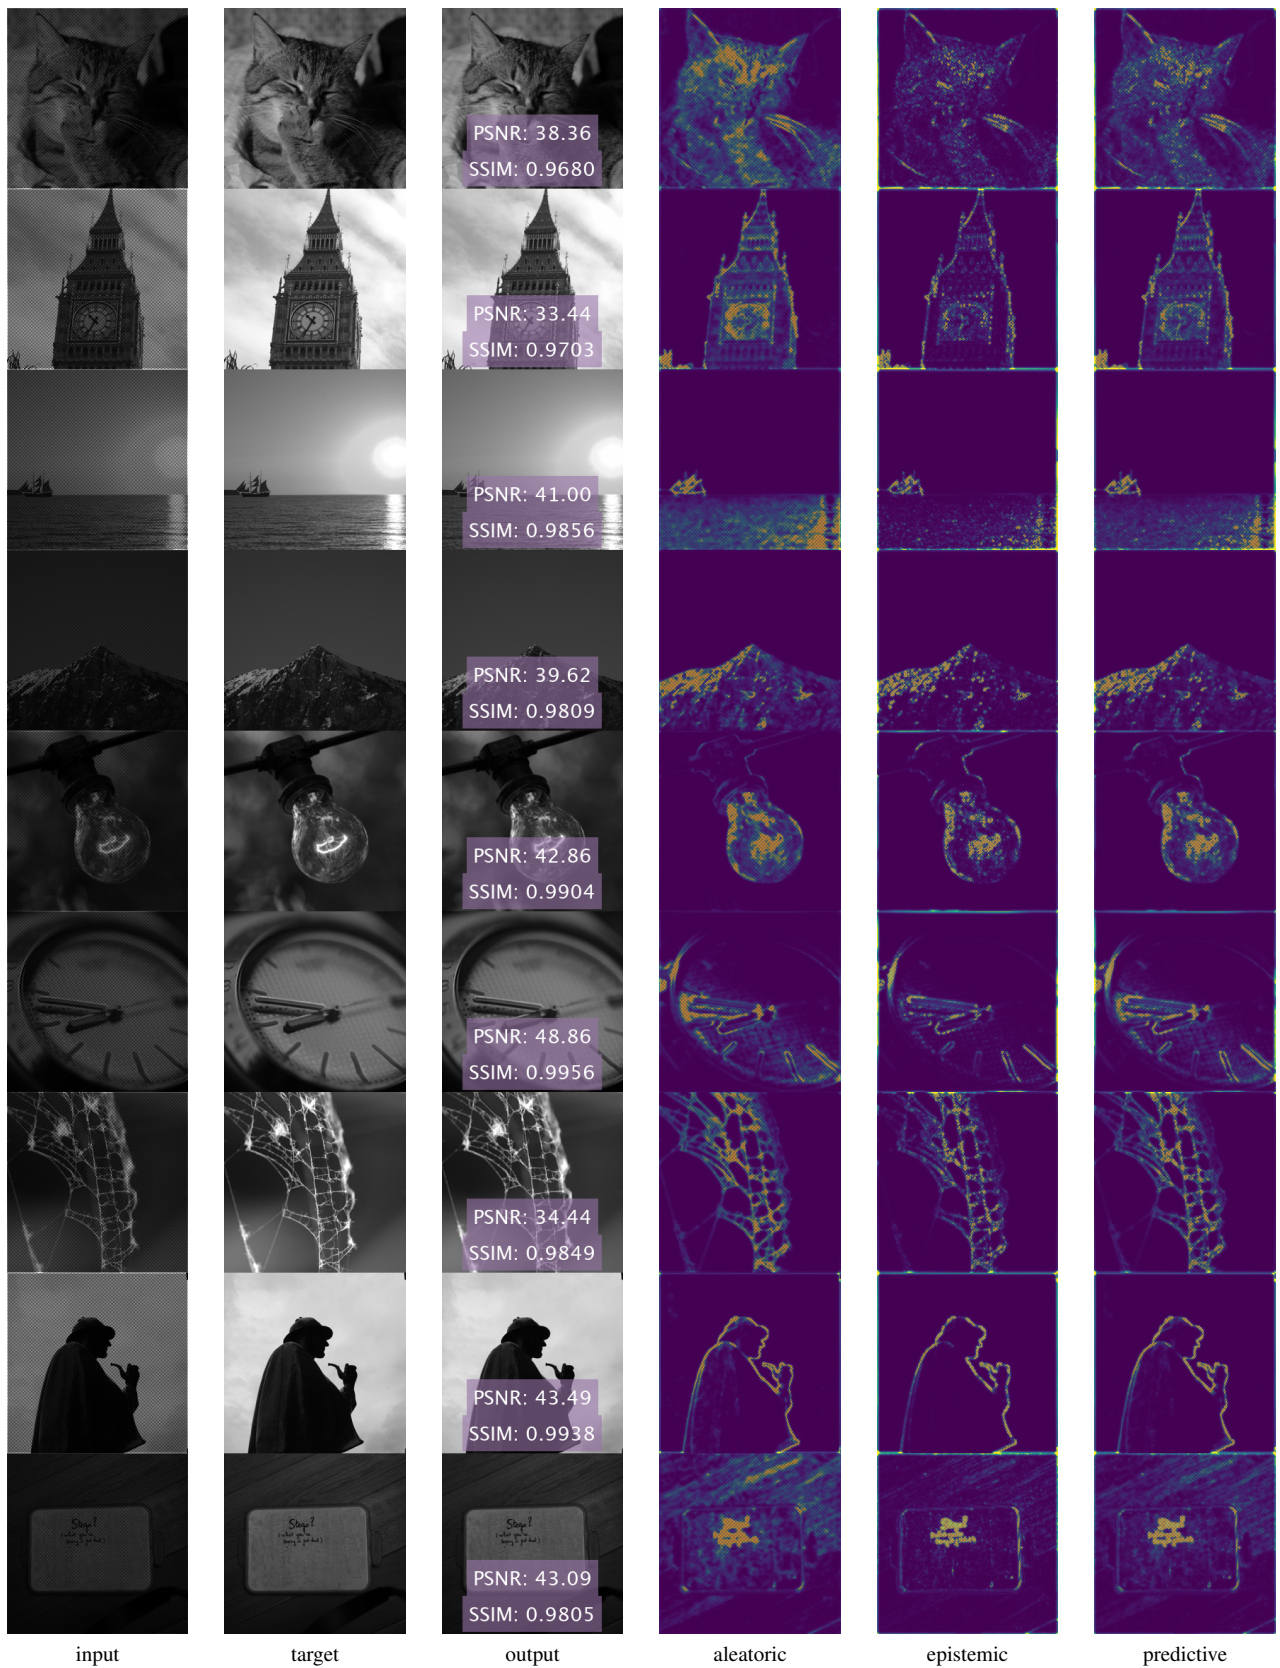 PSNR: 38.36
SSIM: 0.9680
PSNR: 33.44
SSIM: 0.9703
PSNR: 41.00
SSIM: 0.9856
PSNR: 39.62
SSIM: 0.9809
PSNR: 42.86
SSIM: 0.9904
PSNR: 48.86
SSIM: 0.9956
PSNR: 34.44
SSIM: 0.9849
PSNR: 43.49
SSIM: 0.9938
Stego?
Stego?
Stego?
PSNR: 43.09
SSIM: 0.9805
input target output aleatoric epistemic predictive